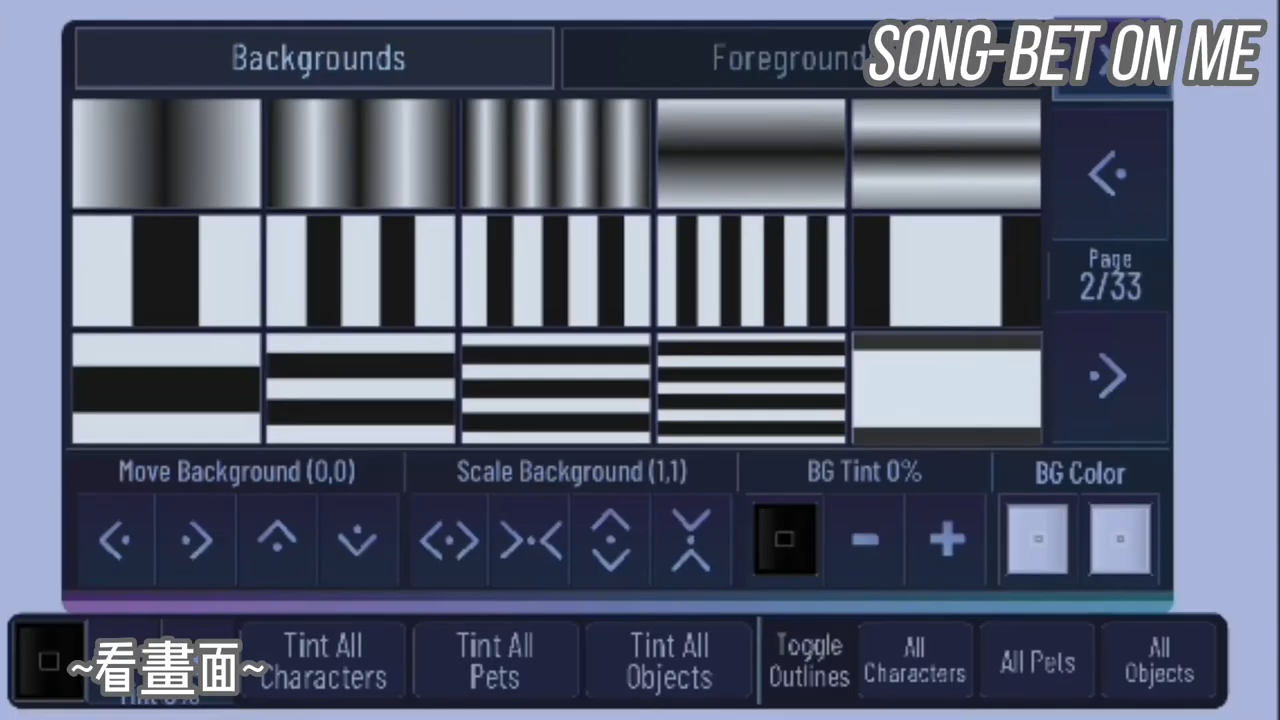 SONG-BET ON ME
Backgrounds
Foreground
Page
2/33
Move Background (0,0)
Scale Background (1,1)
BG Tint 0%
BG Color
~看畫面~
Tint All
Characters
Tint All
Pets
Tint All
Objects
Toggle
Outlines
All
Characters
All Pets
All
Objects